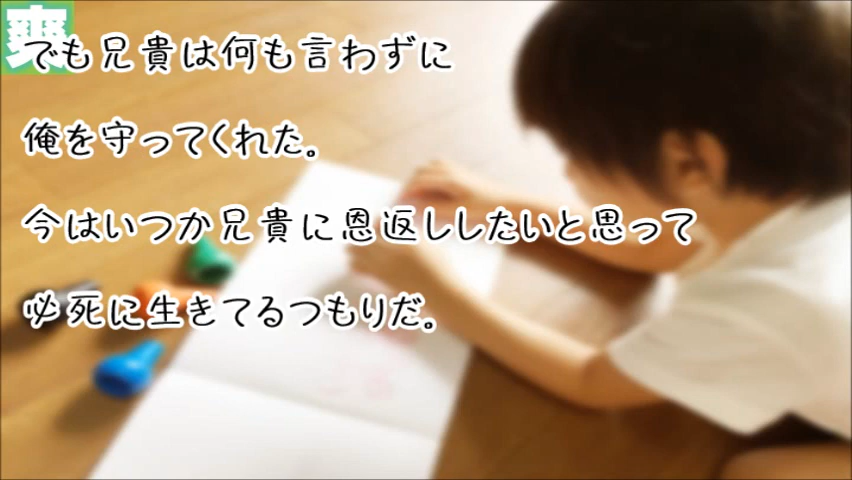 爽
でも兄貴は何も言わずに
俺を守ってくれた。
今はいつか兄貴に恩返ししたいと思って
必死に生きてるつもりだ。